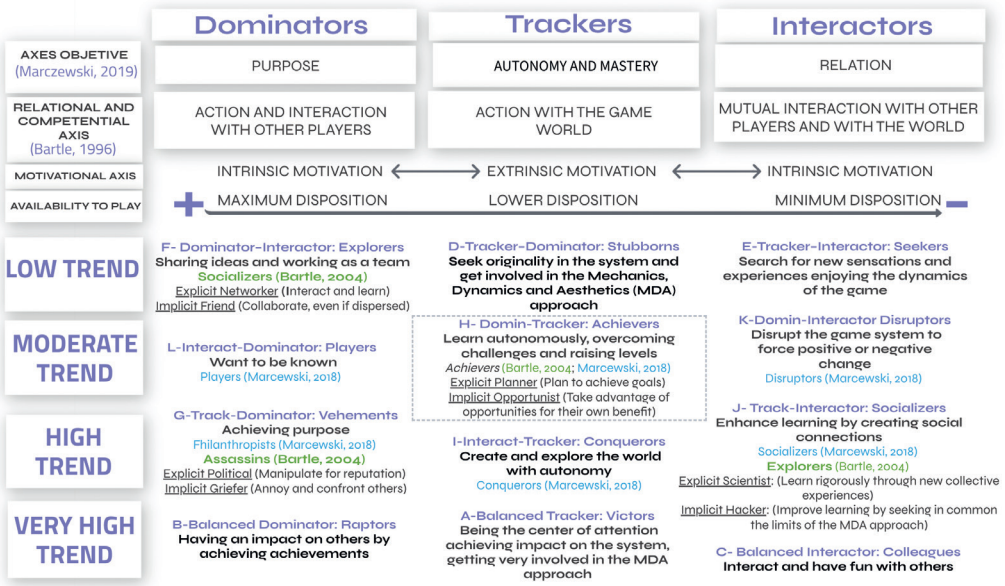 Dominators
Trackers
Interactors
AXES OBJETIVE
(Marczewski, 2019)
PURPOSE
AUTONOMY AND MASTERY
RELATION
RELATIONAL AND
COMPETENTIAL
AXIS
(Bartle, 1996)
ACTION AND INTERACTION
WITH OTHER PLAYERS
ACTION WITH THE GAME
WORLD
MUTUAL INTERACTION WITH OTHER
PLAYERS AND WITH THE WORLD
MOTIVATIONAL AXIS
INTRINSIC MOTIVATION
EXTRINSIC MOTIVATION
INTRINSIC MOTIVATION
AVAILABILITY TO PLAY
+
MAXIMUM DISPOSITION
LOWER DISPOSITION
MINIMUM DISPOSITION
−
LOW TREND
F- Dominator-Interactor: Explorers
Sharing ideas and working as a team
Socializers (Bartle, 2004)
Explicit Networker (Interact and learn)
Implicit Friend (Collaborate, even if dispersed)
D-Tracker-Dominator: Stubborns
Seek originality in the system and
get involved in the Mechanics,
Dynamics and Aesthetics (MDA)
approach
E-Tracker-Interactor: Seekers
Search for new sensations and
experiences enjoying the dynamics
of the game
MODERATE
TREND
L-Interact-Dominator: Players
Want to be known
Players (Marcewski, 2018)
H- Domin-Tracker: Achievers
Learn autonomously, overcoming
challenges and raising levels
Achievers (Bartle, 2004; Marcewski, 2018)
Explicit Planner (Plan to achieve goals)
Implicit Opportunist (Take advantage of
opportunities for their own benefit)
K-Domin-Interactor Disruptors
Disrupt the game system to
force positive or negative
change
Disruptors (Marcewski, 2018)
HIGH
TREND
G-Track-Dominator: Vehements
Achieving purpose
Fhilanthropists (Marcewski, 2018)
Assassins (Bartle, 2004)
Explicit Political (Manipulate for reputation)
Implicit Griefer (Annoy and confront others)
I-Interact-Tracker: Conquerors
Create and explore the world
with autonomy
Conquerors (Marcewski, 2018)
J- Track-Interactor: Socializers
Enhance learning by creating social
connections
Socializers (Marcewski, 2018)
Explorers (Bartle, 2004)
Explicit Scientist: (Learn rigorously through new collective
experiences)
Implicit Hacker: (Improve learning by seeking in common
the limits of the MDA approach)
VERY HIGH
TREND
B-Balanced Dominator: Raptors
Having an impact on others by
achieving achievements
A-Balanced Tracker: Victors
Being the center of attention
achieving impact on the system,
getting very involved in the MDA
approach
C- Balanced Interactor: Colleagues
Interact and have fun with others